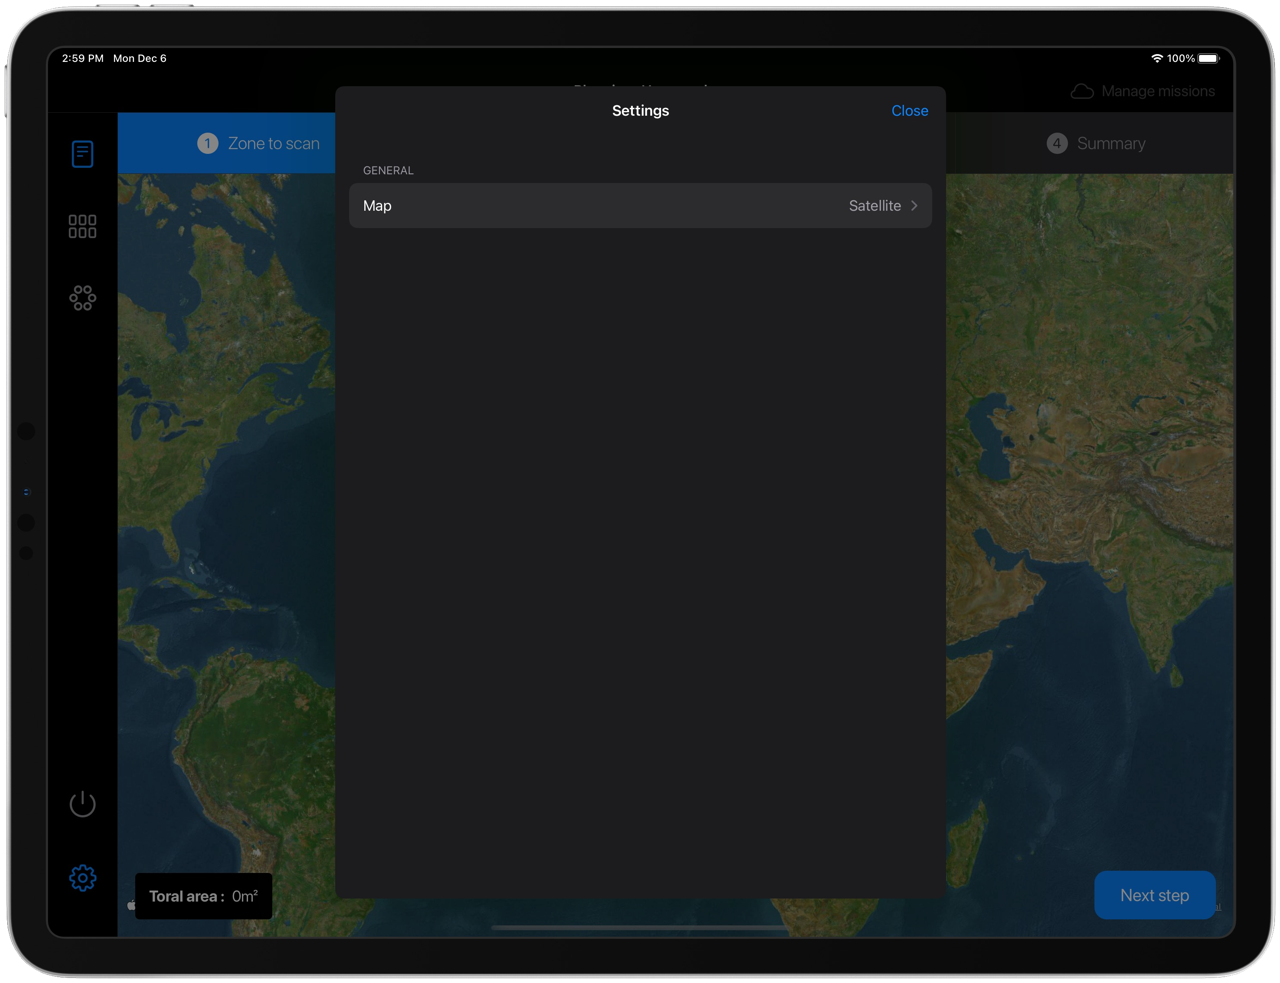 2:59 PM Mon Dec 6
100%
Manage missions
Settings
Close
1 Zone to scan
4 Summary
GENERAL
Map
Satellite
Toral area : 0m²
Next step